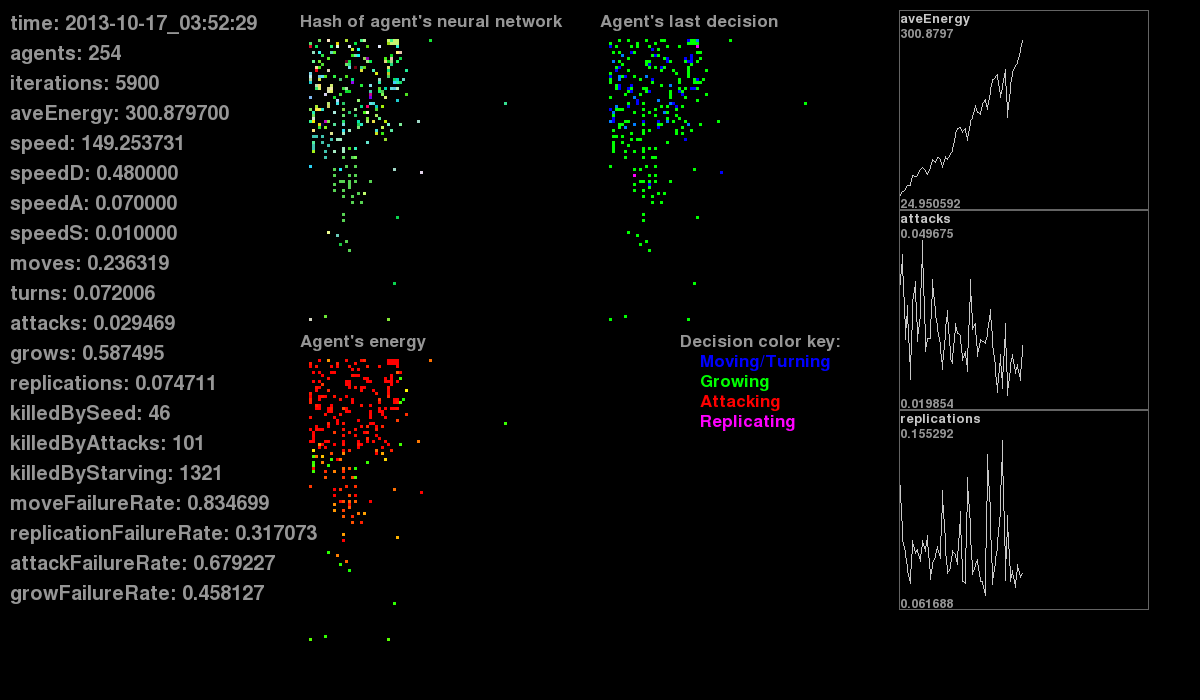 time: 2013-10-17_03:52:29
agents: 254
iterations: 5900
aveEnergy: 300.879700
speed: 149.253731
speedD: 0.480000
speedA: 0.070000
speedS: 0.010000
moves: 0.236319
turns: 0.072006
attacks: 0.029469
grows: 0.587495
replications: 0.074711
killedBySeed: 46
killedByAttacks: 101
killedByStarving: 1321
moveFailureRate: 0.834699
replicationFailureRate: 0.317073
attackFailureRate: 0.679227
growFailureRate: 0.458127
Hash of agent's neural network
Agent's last decision
Agent's energy
Decision color key:
Moving/Turning
Growing
Attacking
Replicating
aveEnergy
300.8797
24.950592
attacks
0.049675
0.019854
replications
0.155292
0.061688